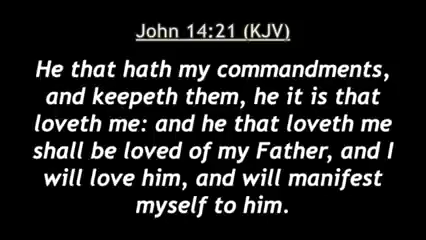 John 14:21 (KJV)
He that hath my commandments,
and keepeth them, he it is that
loveth me: and he that loveth me
shall be loved of my Father, and I
will love him, and will manifest
myself to him.